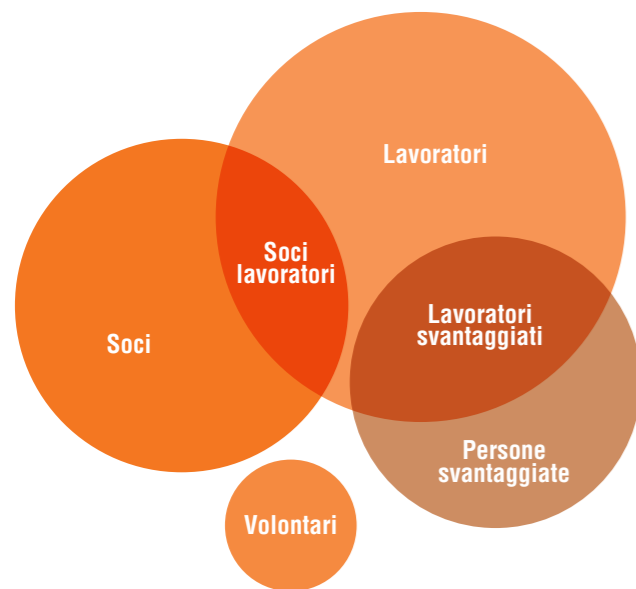 Lavoratori
Soci
lavoratori
Lavoratori
svantaggiati
Soci
Persone
svantaggiate
Volontari